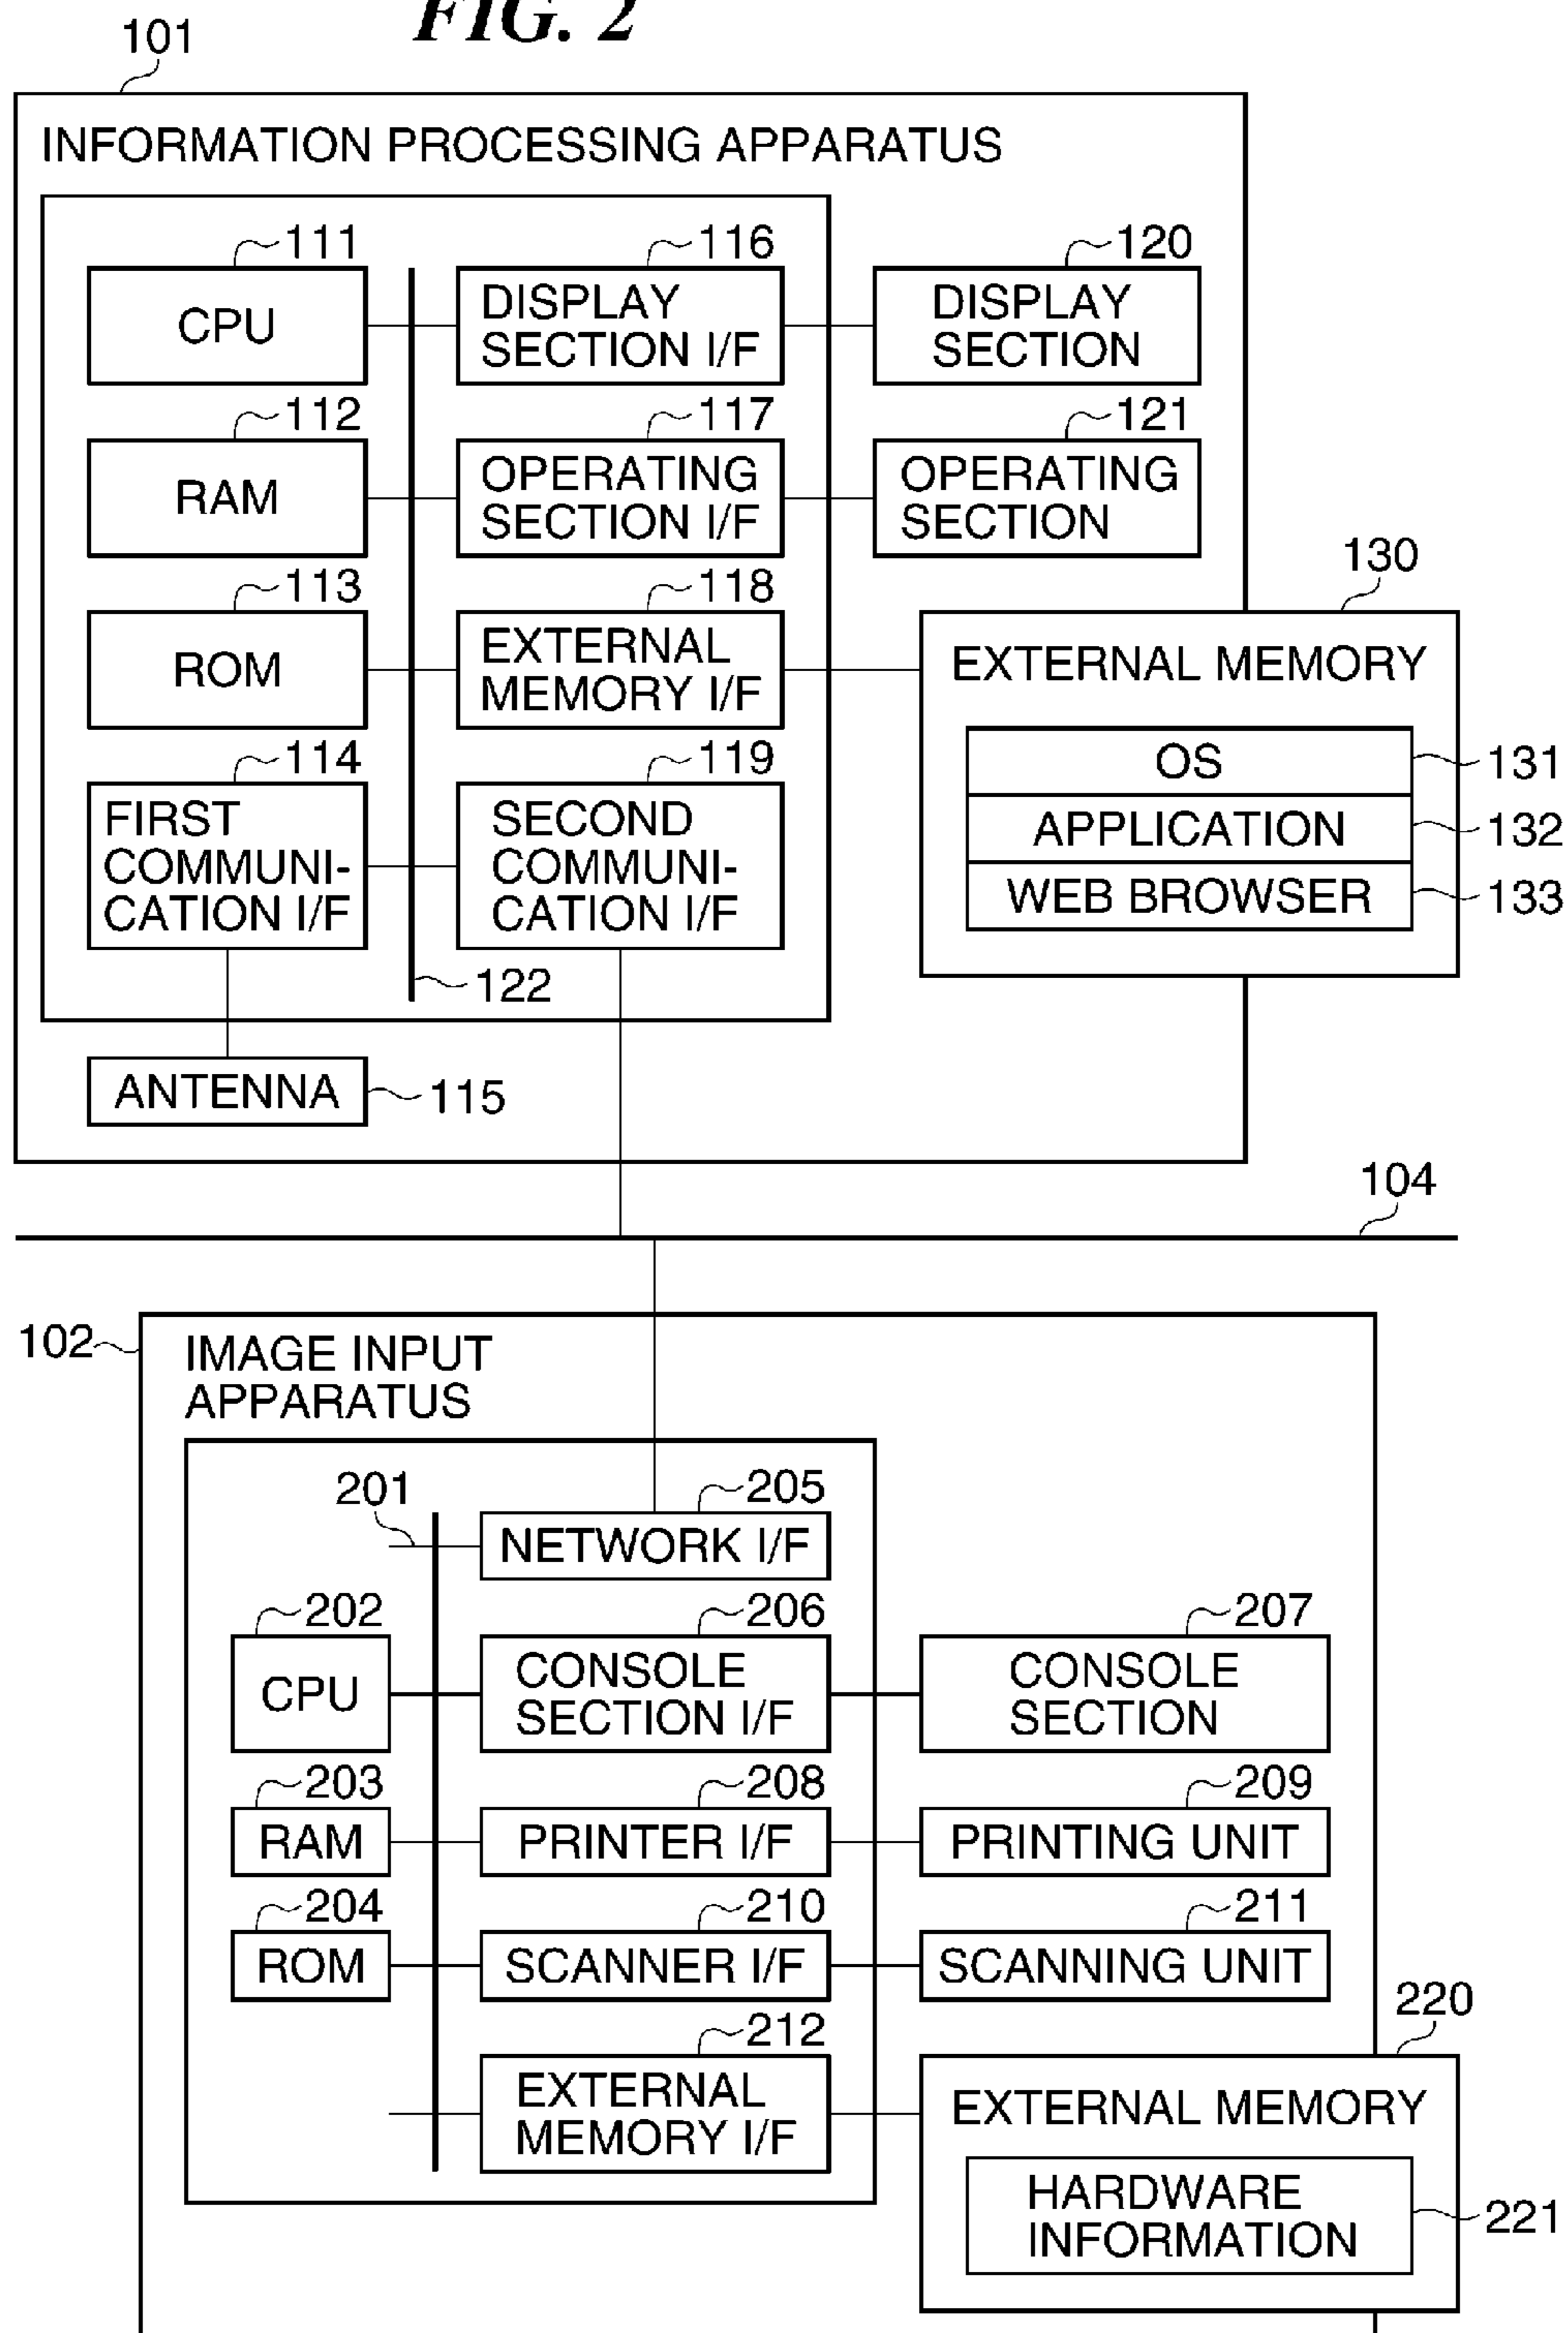 FIG. 2
101
INFORMATION PROCESSING APPARATUS
111
CPU
116
DISPLAY
SECTION I/F
120
DISPLAY
SECTION
112
RAM
117
OPERATING
SECTION I/F
121
OPERATING
SECTION
113
ROM
118
EXTERNAL
MEMORY I/F
130
EXTERNAL MEMORY
OS
131
APPLICATION
132
WEB BROWSER
133
114
FIRST
COMMUNI-
CATION I/F
119
SECOND
COMMUNI-
CATION I/F
122
ANTENNA
115
104
102
IMAGE INPUT
APPARATUS
201
205
NETWORK I/F
202
CPU
206
CONSOLE
SECTION I/F
207
CONSOLE
SECTION
203
RAM
208
PRINTER I/F
209
PRINTING UNIT
204
ROM
210
SCANNER I/F
211
SCANNING UNIT
212
EXTERNAL
MEMORY I/F
220
EXTERNAL MEMORY
HARDWARE
INFORMATION
221